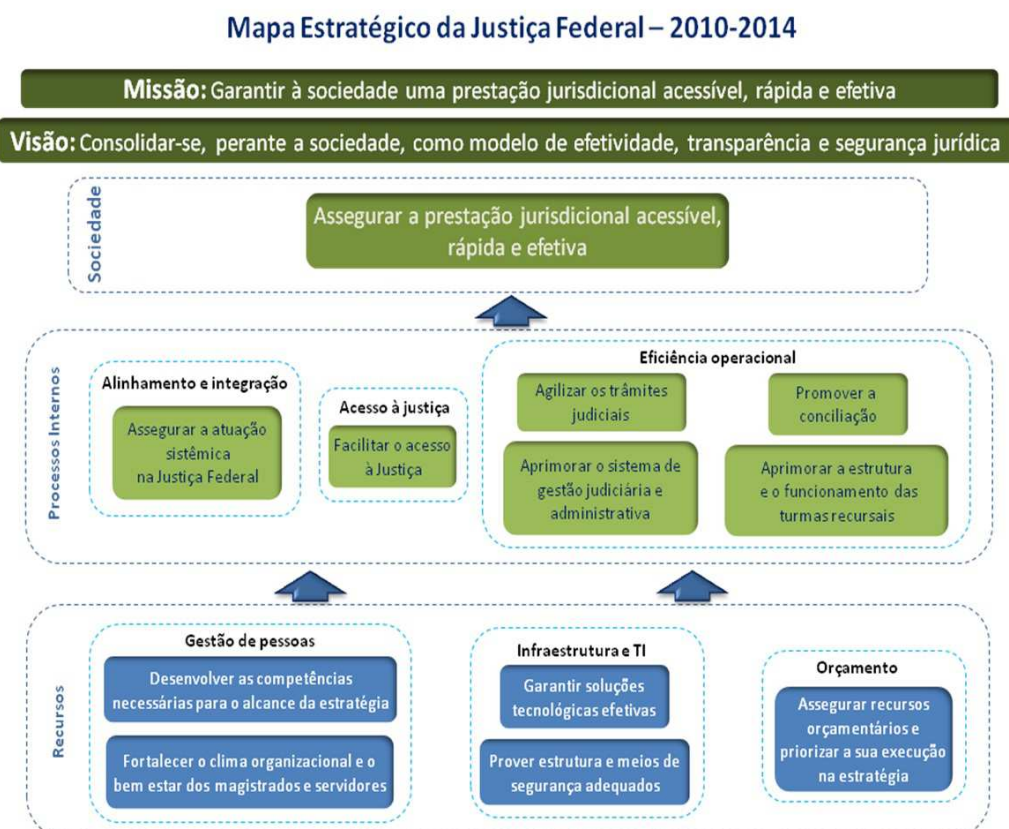 Mapa Estratégico da Justiça Federal – 2010-2014
Missão: Garantir à sociedade uma prestação jurisdicional acessível, rápida e efetiva
Visão: Consolidar-se, perante a sociedade, como modelo de efetividade, transparência e segurança jurídica
Sociedade
Assegurar a prestação jurisdicional acessível,
rápida e efetiva
Processos Internos
Alinhamento e integração
Assegurar a atuação
sistêmica
na Justiça Federal
Acesso à justiça
Facilitar o acesso
à Justiça
Eficiência operacional
Agilizar os trâmites
judiciais
Promover a
conciliação
Aprimorar o sistema de
gestão judiciária e
administrativa
Aprimorar a estrutura
e o funcionamento das
turmas recursais
Recursos
Gestão de pessoas
Desenvolver as competências
necessárias para o alcance da estratégia
Fortalecer o clima organizacional e o
bem estar dos magistrados e servidores
Infraestrutura e TI
Garantir soluções
tecnológicas efetivas
Prover estrutura e meios de
segurança adequados
Orçamento
Assegurar recursos
orçamentários e
priorizar a sua execução
na estratégia